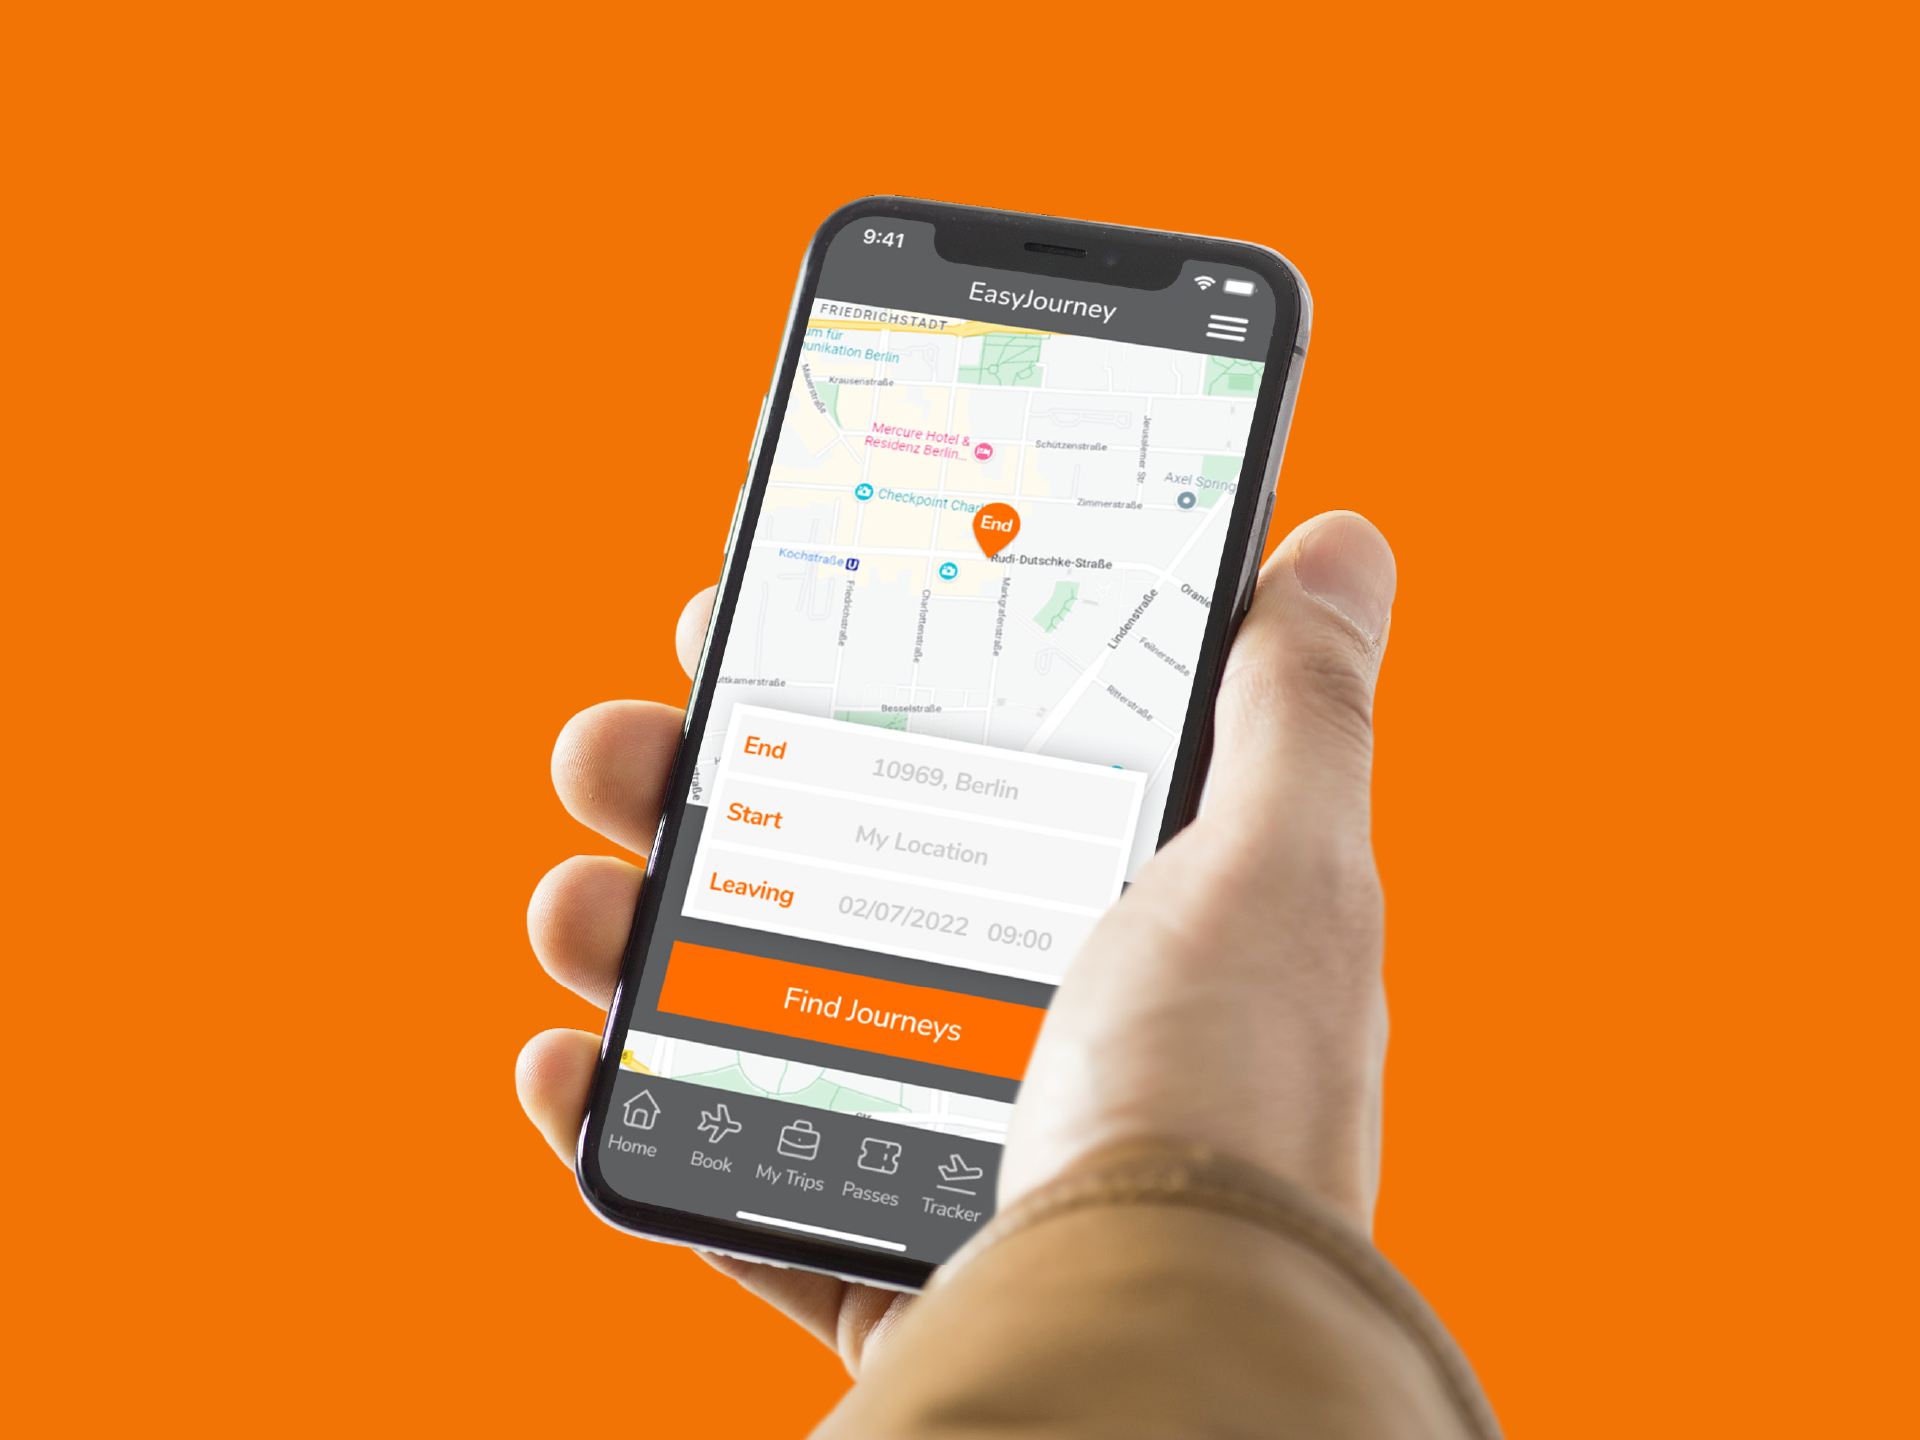 9:41
EasyJourney
FRIEDRICHSTADT
um für
unikation Berlin
Krausenstraße
Mauerstraße
Mercure Hotel &
Residenz Berlin...
Schützenstraße
Jerusalemer Str.
Axel Spring
Checkpoint Charl
Zimmerstraße
End
Kochstraße U
Rudi-Dutschke-Straße
Oranie
Friedrichstraße
Charlottenstraße
Markgrafenstraße
Lindenstraße
Feilnerstraße
Ritterstraße
uttkamerstraße
Besselstraße
straße
End 10969, Berlin
Start My Location
Leaving 02/07/2022 09:00
Find Journeys
Home Book My Trips Passes Tracker